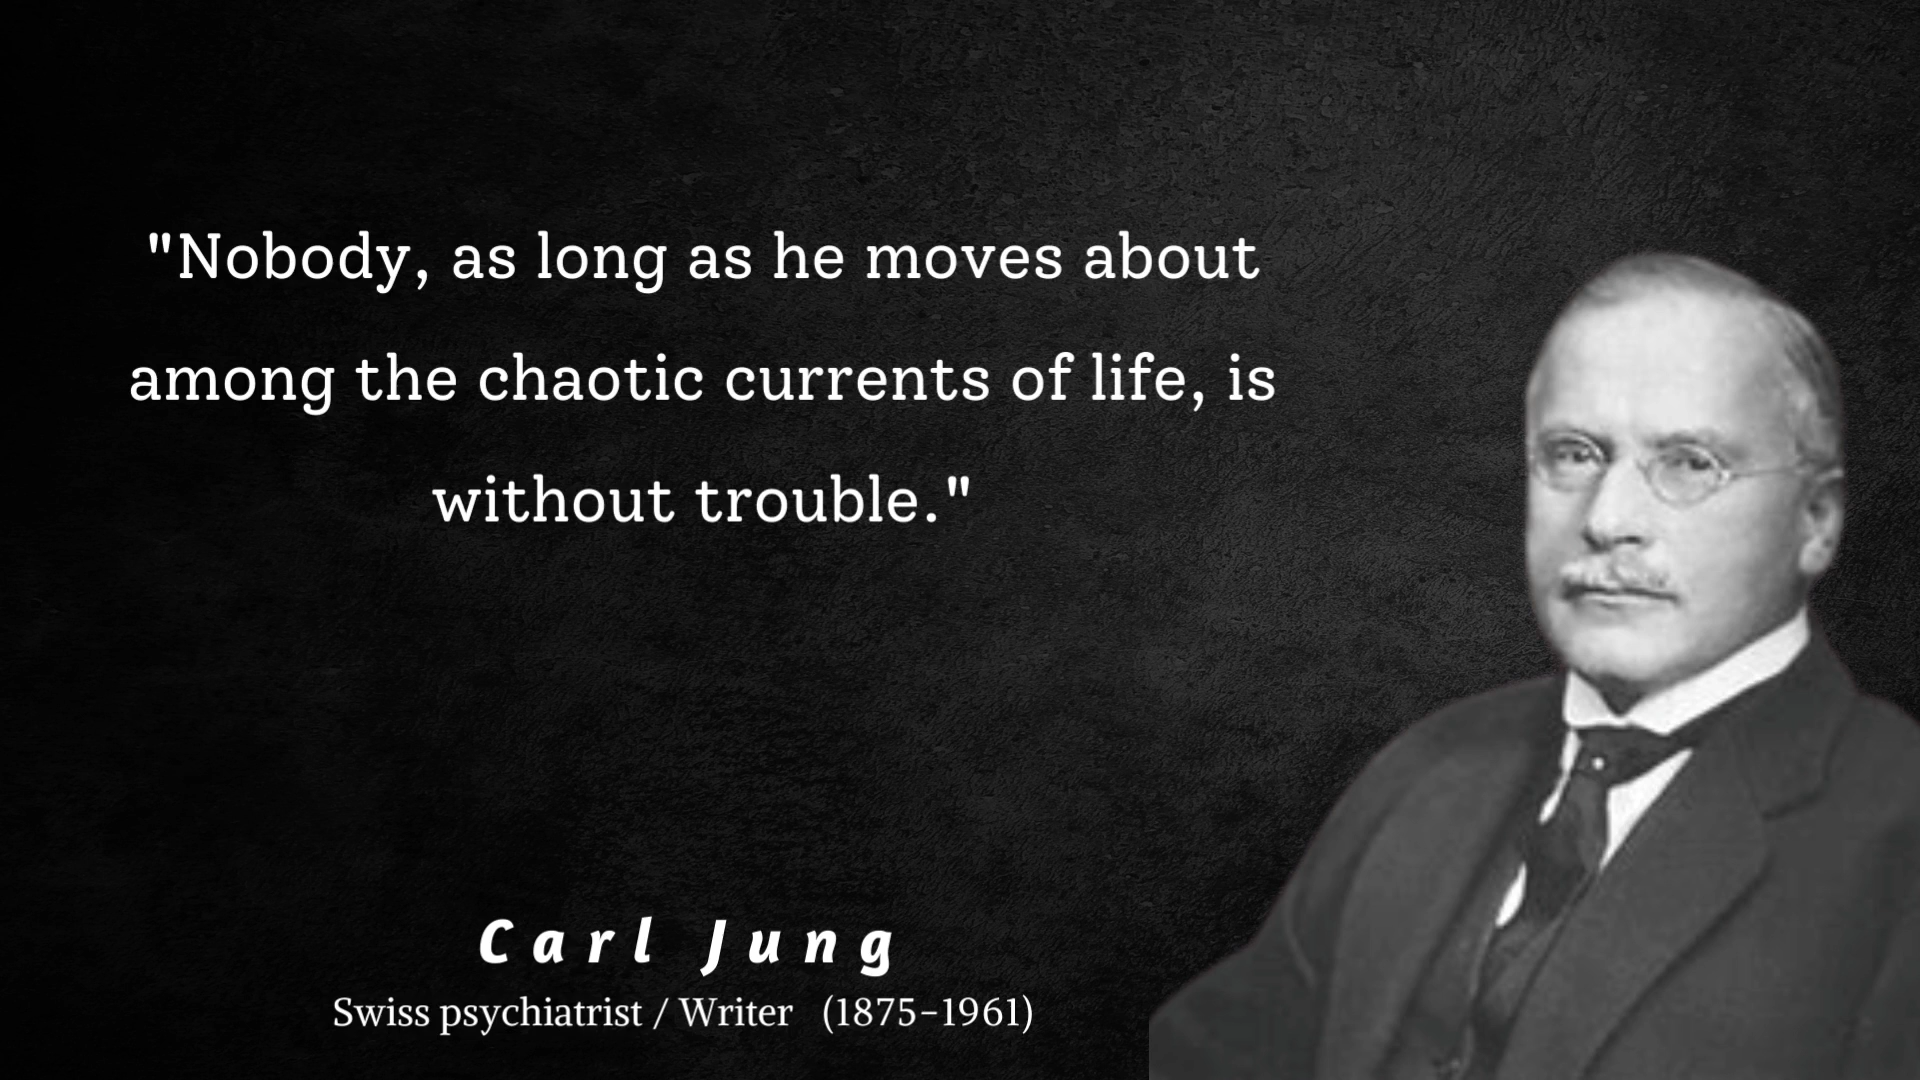 "Nobody, as long as he moves about
among the chaotic currents of life, is
without trouble."
Carl Jung
Swiss psychiatrist / Writer (1875-1961)